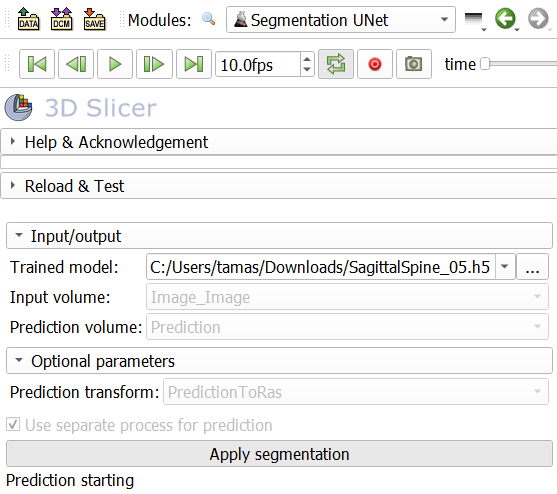 DATA DCM SAVE Modules: Segmentation UNet
10.0fps time
3D Slicer
Help & Acknowledgement
Reload & Test
Input/output
Trained model: C:/Users/tamas/Downloads/SagittalSpine_05.h5 ...
Input volume: Image_Image
Prediction volume: Prediction
Optional parameters
Prediction transform: PredictionToRas
Use separate process for prediction
Apply segmentation
Prediction starting